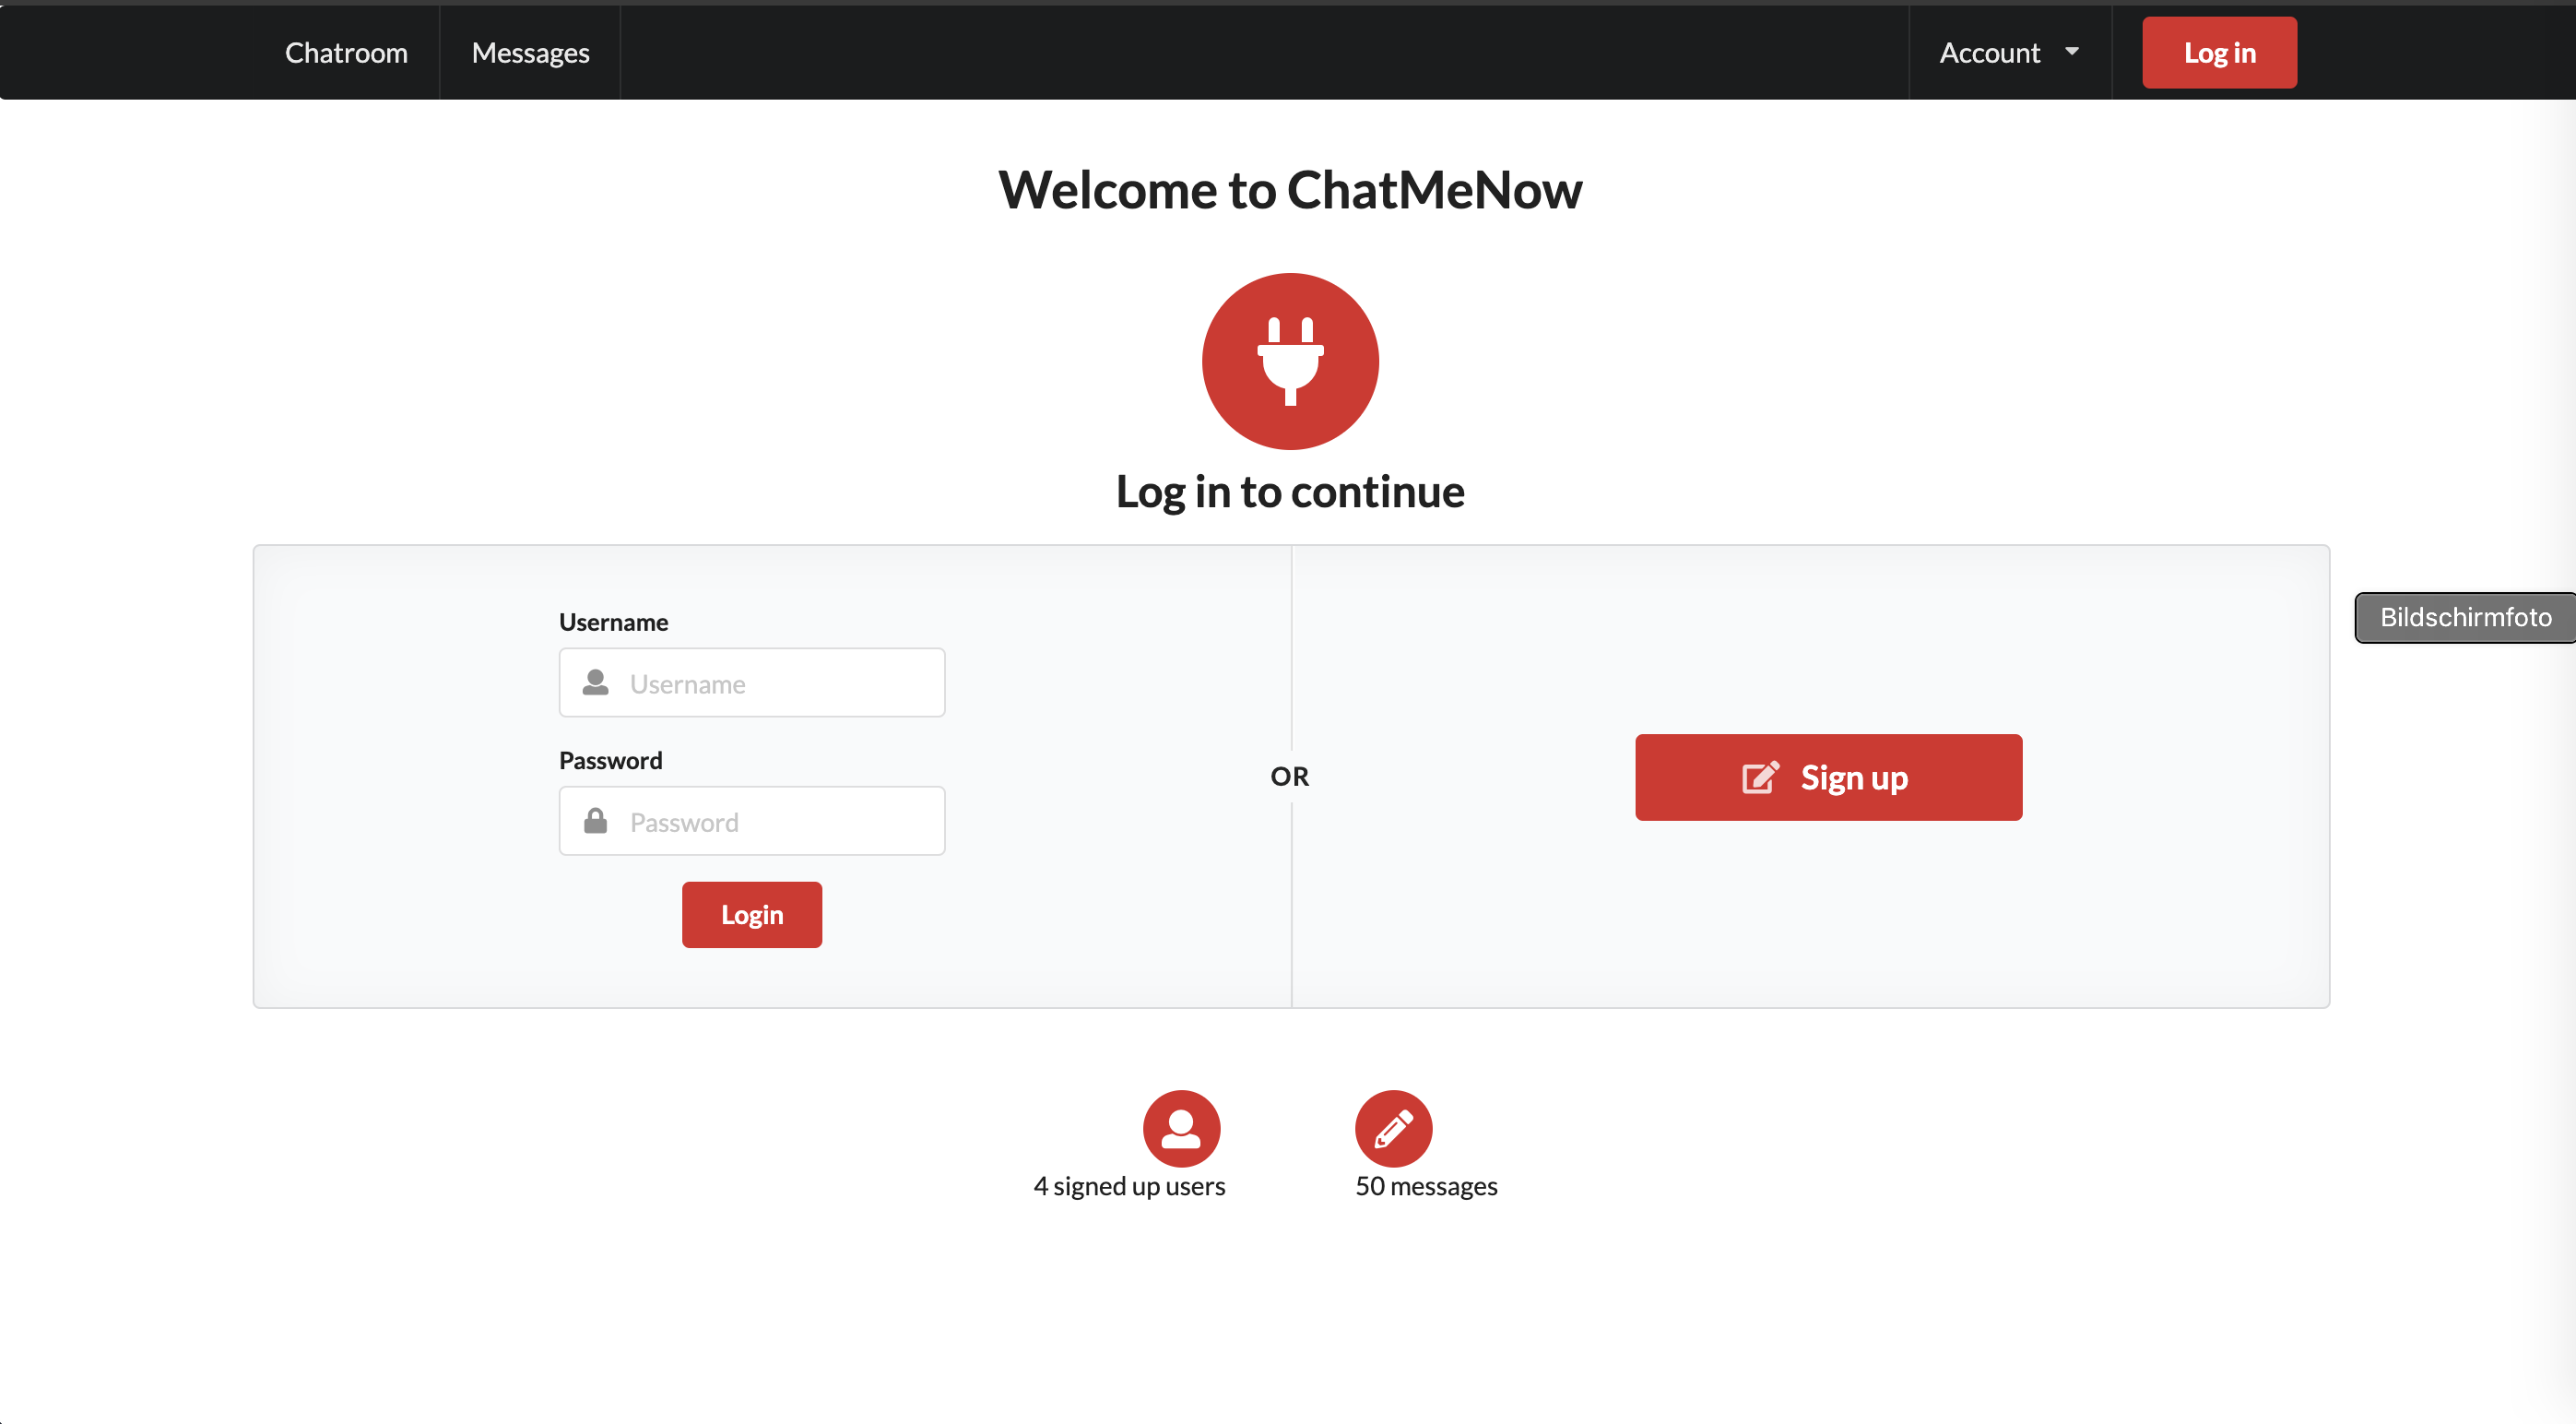 Chatroom
Messages
Account
Log in
Welcome to ChatMeNow
Log in to continue
Username
Username
Password
Password
Login
OR
Sign up
Bildschirmfoto
4 signed up users
50 messages